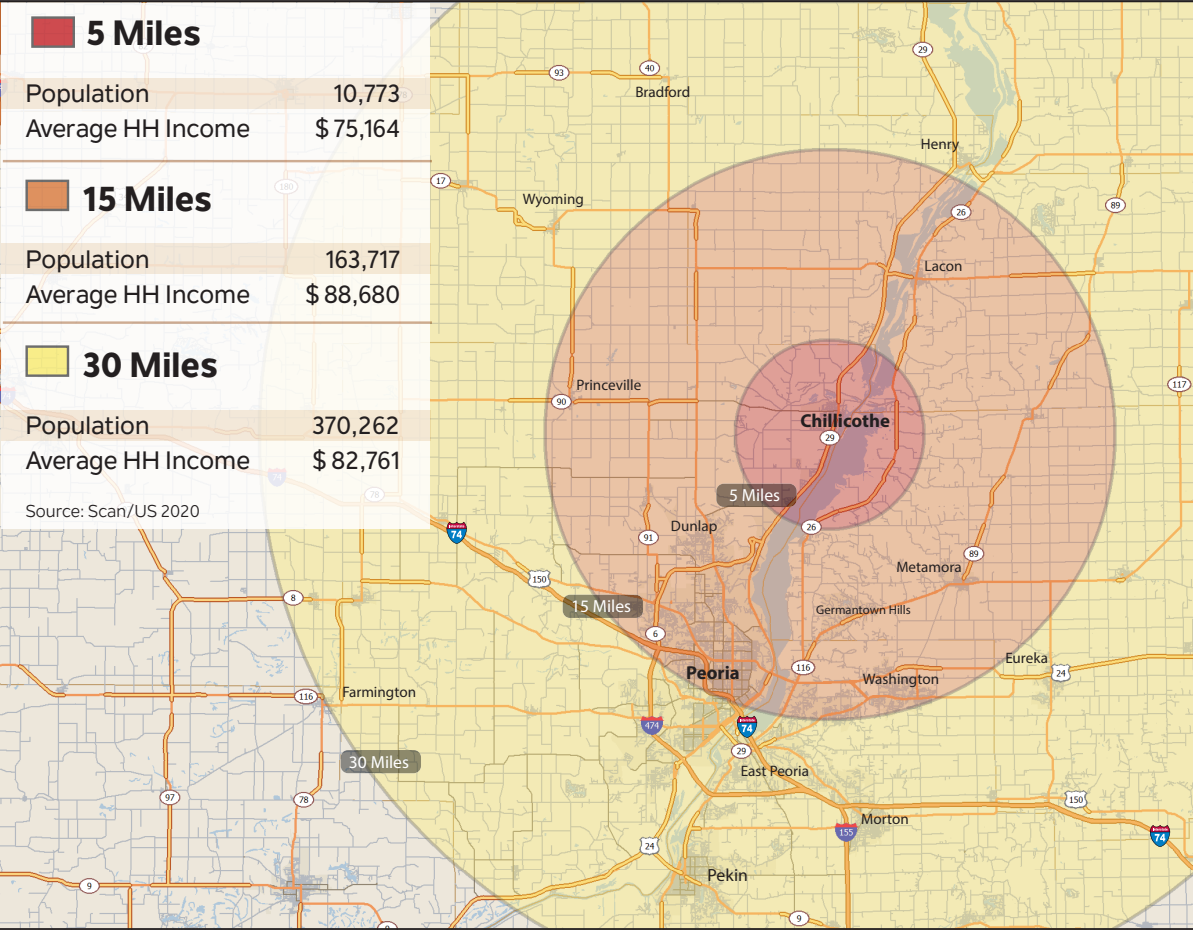 5 Miles
Population 10,773
Average HH Income $ 75,164
15 Miles
Population 163,717
Average HH Income $ 88,680
30 Miles
Population 370,262
Average HH Income $ 82,761
Source: Scan/US 2020
29
93
40
Bradford
Henry
17
180
Wyoming
89
26
Lacon
Princeville
90
117
Chillicothe
29
5 Miles
74
78
74
Dunlap
26
91
89
150
Metamora
8
15 Miles
Germantown Hills
6
116
Eureka
24
Peoria
Washington
116
Farmington
474
74
29
30 Miles
East Peoria
97
78
150
Morton
155
74
24
Pekin
9
9